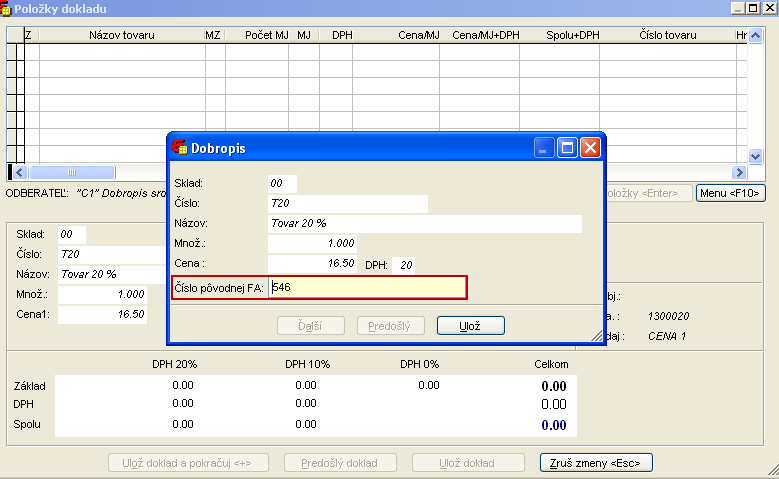 Položky dokladu
Z Názov tovaru MZ Počet MJ MJ DPH Cena/MJ Cena/MJ+DPH Spolu+DPH Číslo tovaru Hr
Dobropis
Sklad: 00
Číslo: T20
Názov: Tovar 20 %
Množ.: 1.000
Cena : 16.50 DPH: 20
Číslo pôvodnej FA: 546
Ďalší Predošlý Ulož
ODBERATEĽ: "C1" Dobropis sro
oložky <Enter> Menu <F10>
Sklad: 00
Číslo: T20
Názov: Tovar 20 %
Množ.: 1.000
Cena1: 16.50
bj.:
a. : 1300020
daj : CENA 1
DPH 20% DPH 10% DPH 0% Celkom
Základ 0.00 0.00 0.00 0.00
DPH 0.00 0.00 0.00
Spolu 0.00 0.00 0.00
Ulož doklad a pokračuj <+> Predošlý doklad Ulož doklad Zruš zmeny <Esc>